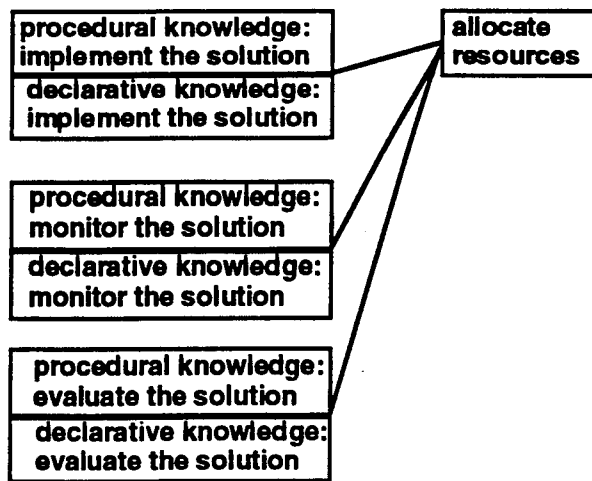 procedural knowledge:
implement the solution
declarative knowledge:
implement the solution
procedural knowledge:
monitor the solution
declarative knowledge:
monitor the solution
procedural knowledge:
evaluate the solution
declarative knowledge:
evaluate the solution
allocate
resources